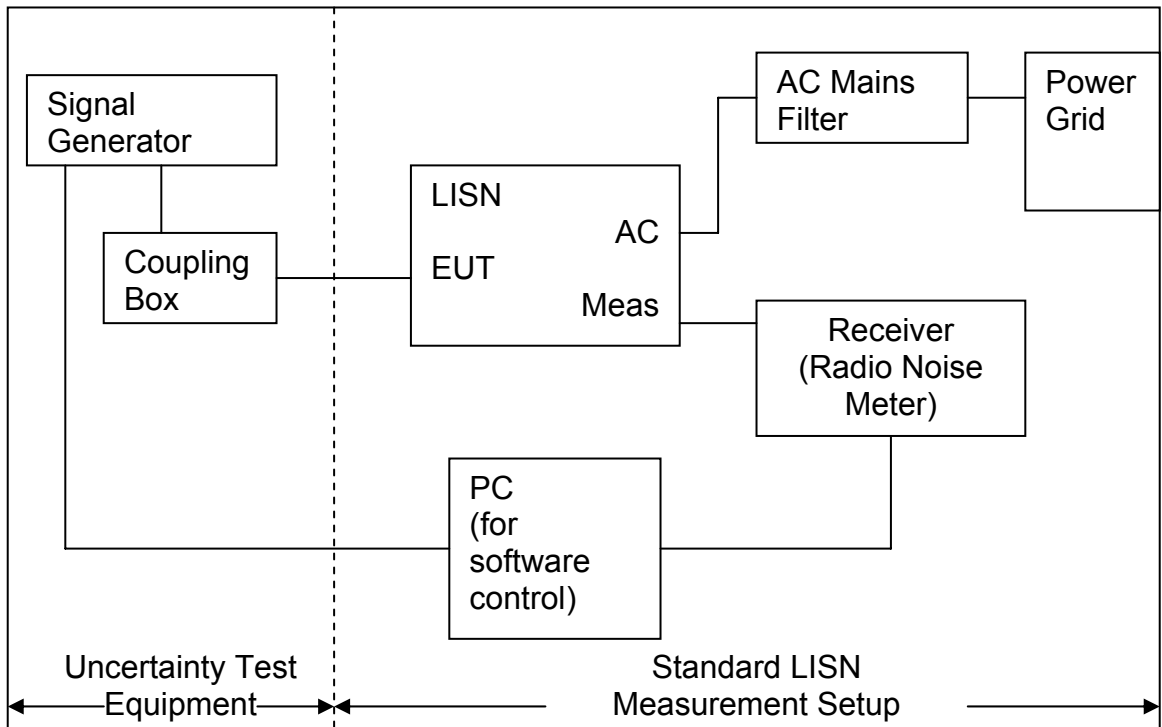 Signal
Generator
Coupling
Box
LISN
AC
EUT
Meas
AC Mains
Filter
Power
Grid
Receiver
(Radio Noise
Meter)
PC
(for
software
control)
Uncertainty Test
Equipment
Standard LISN
Measurement Setup